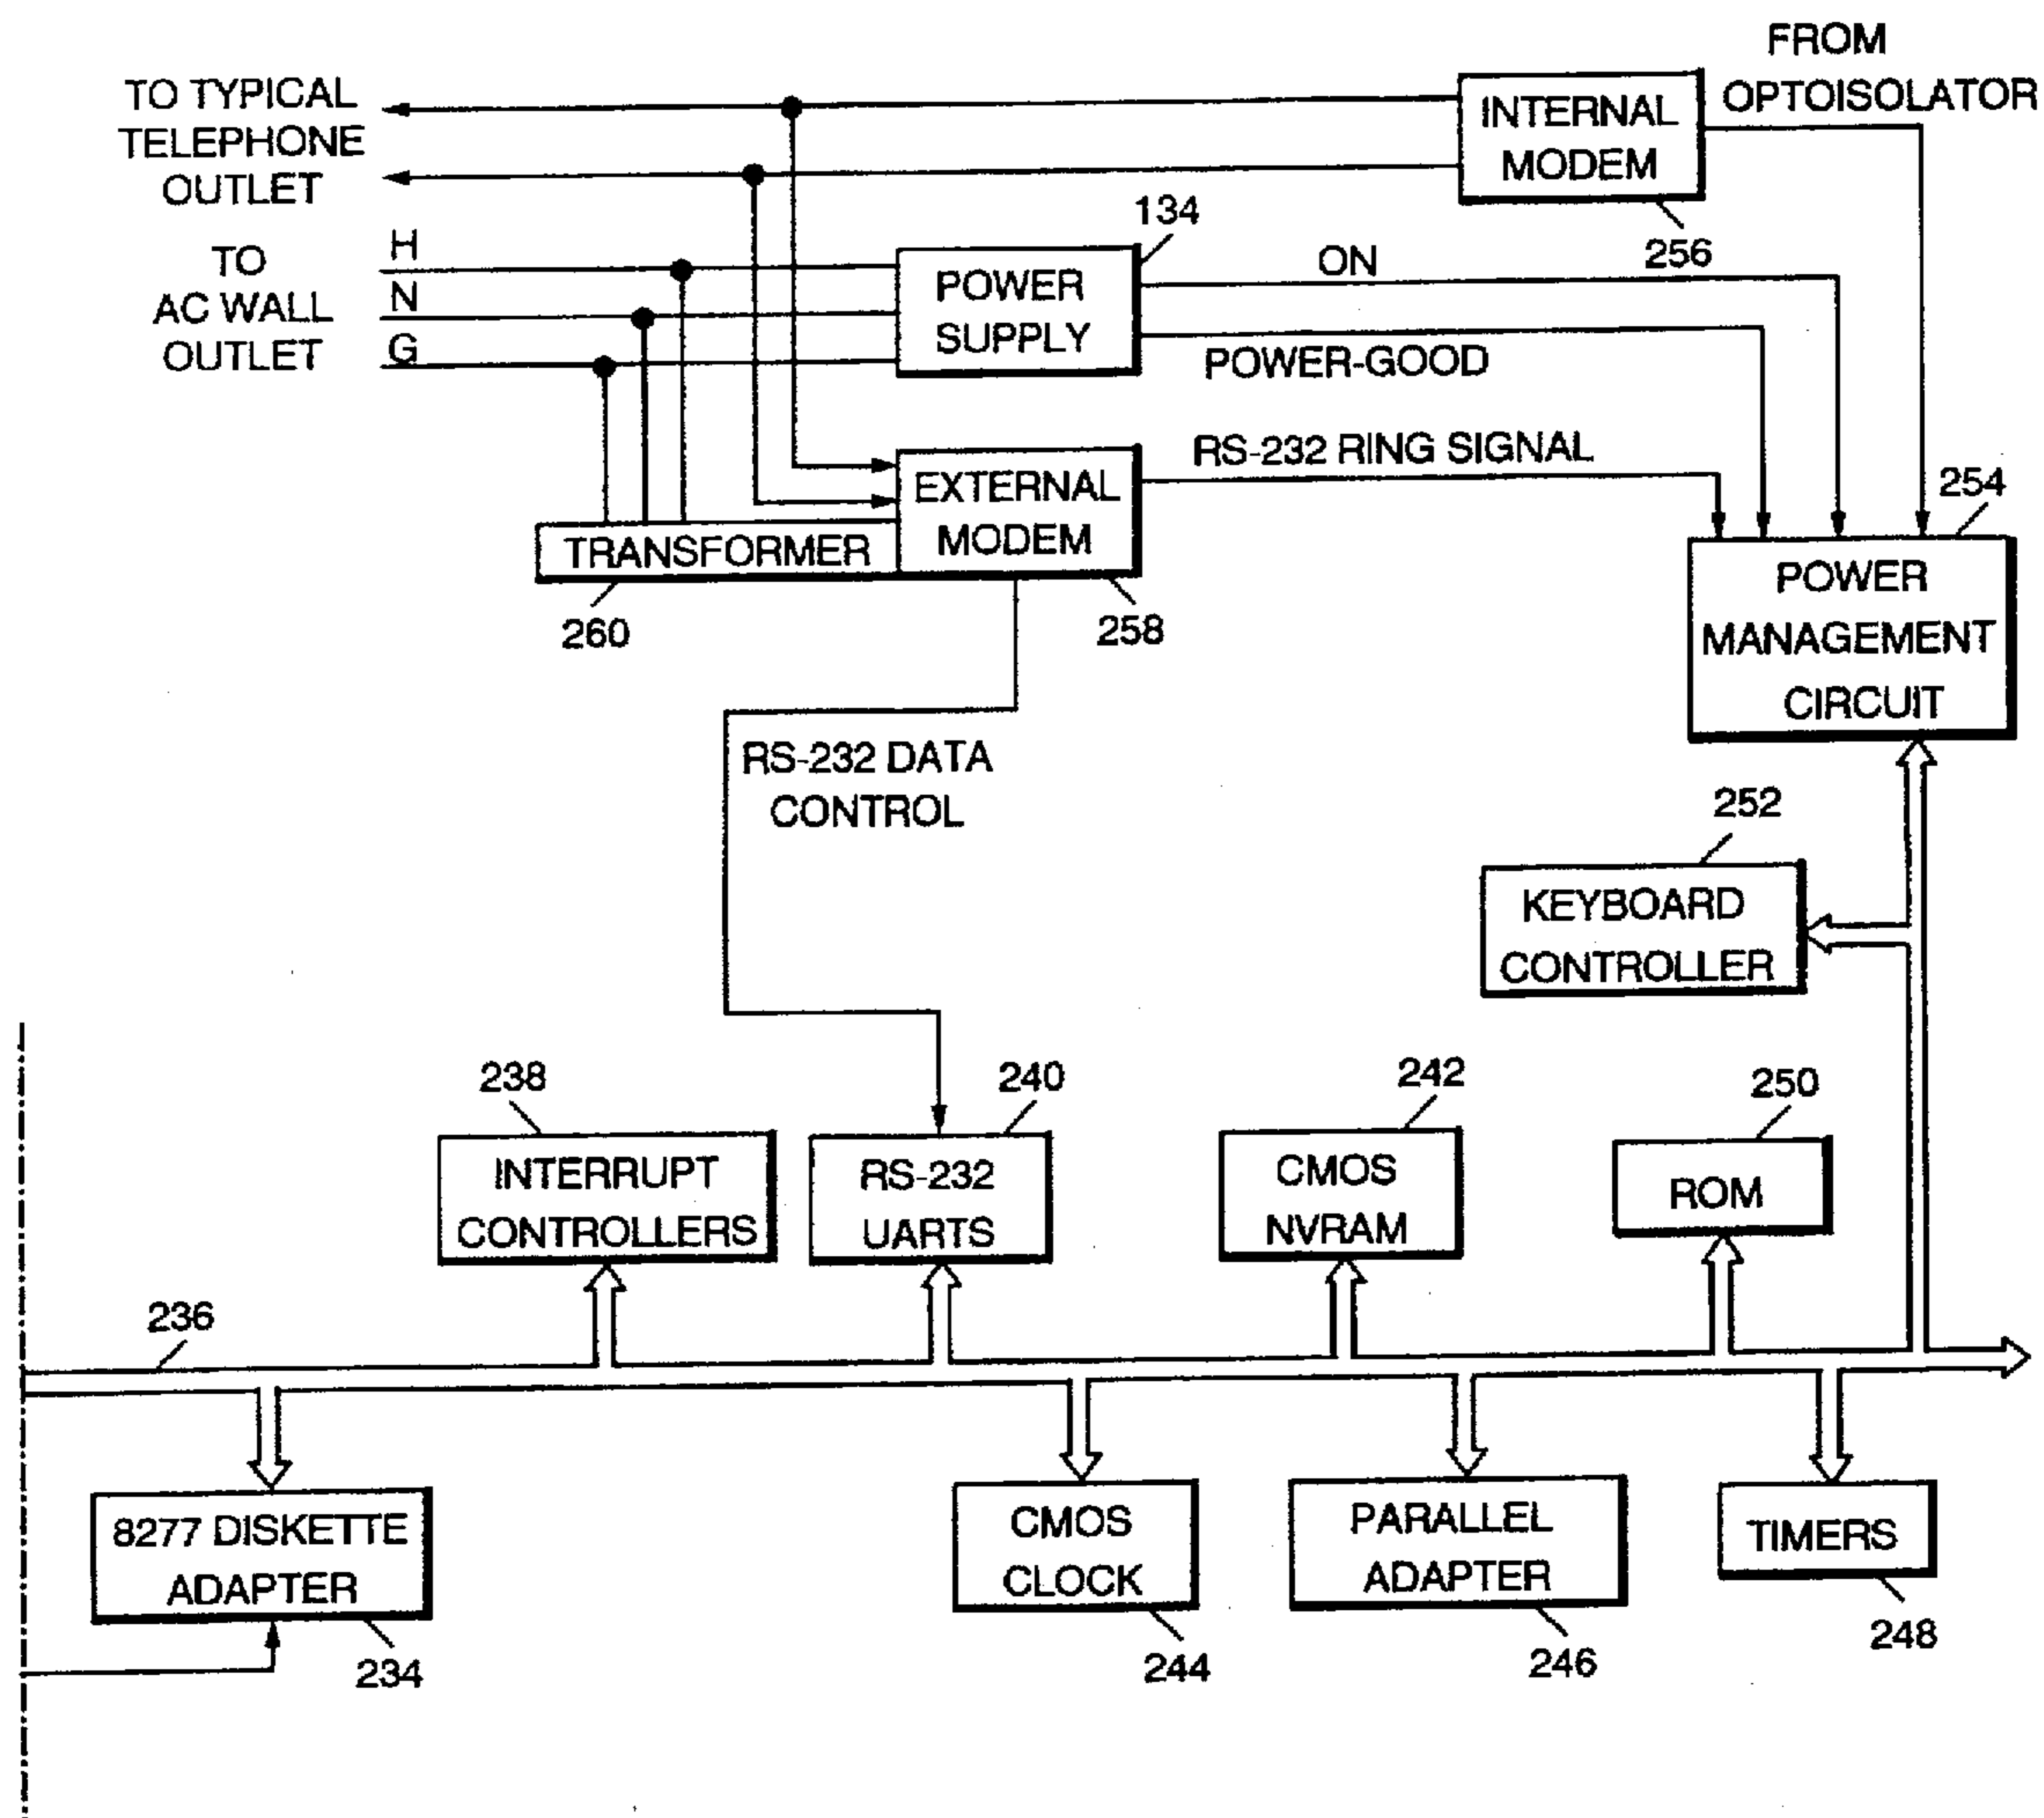 FROM
OPTOISOLATOR
TO TYPICAL
TELEPHONE
OUTLET
INTERNAL
MODEM
256
TO
AC WALL
OUTLET
H
N
G
134
POWER
SUPPLY
ON
POWER-GOOD
RS-232 RING SIGNAL
EXTERNAL
MODEM
258
TRANSFORMER
260
254
POWER
MANAGEMENT
CIRCUIT
RS-232 DATA
CONTROL
252
KEYBOARD
CONTROLLER
238
INTERRUPT
CONTROLLERS
240
RS-232
UARTS
242
CMOS
NVRAM
250
ROM
236
8277 DISKETTE
ADAPTER
234
CMOS
CLOCK
244
PARALLEL
ADAPTER
246
TIMERS
248